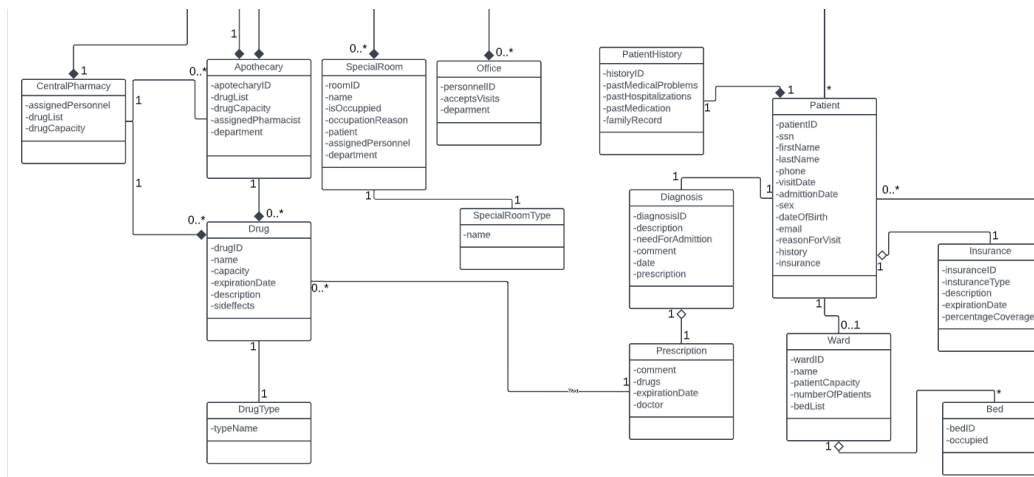 1
0..*
0..*
1
CentralPharmacy
-assignedPersonnel
-drugList
-drugCapacity
1
1
0..*
Apothecary
-apotecharyID
-drugList
-drugCapacity
-assignedPharmacist
-department
1
SpecialRoom
-roomID
-name
-isOccuppied
-occupationReason
-patient
-assignedPersonnel
-department
1
Office
-personnelID
-acceptsVisits
-deparment
1
SpecialRoomType
-name
0..*
0..*
Drug
-drugID
-name
-capacity
-expirationDate
-description
-sideffects
0..*
1
1
DrugType
-typeName
PatientHistory
-historyID
-pastMedicalProblems
-pastHospitalizations
-pastMedication
-familyRecord
1
1
*
Patient
-patientID
-ssn
-firstName
-lastName
-phone
-visitDate
-admittionDate
-sex
-dateOfBirth
-email
-reasonForVisit
-history
-insurance
0..*
1
1
Diagnosis
-diagnosisID
-description
-needForAdmittion
-comment
-date
-prescription
1
1
Prescription
-comment
-drugs
-expirationDate
-doctor
1
Text
1
1
Insurance
-insuranceID
-insturanceType
-description
-expirationDate
-percentageCoverage
1
0..1
Ward
-wardID
-name
-patientCapacity
-numberOfPatients
-bedList
1
*
Bed
-bedID
-occupied